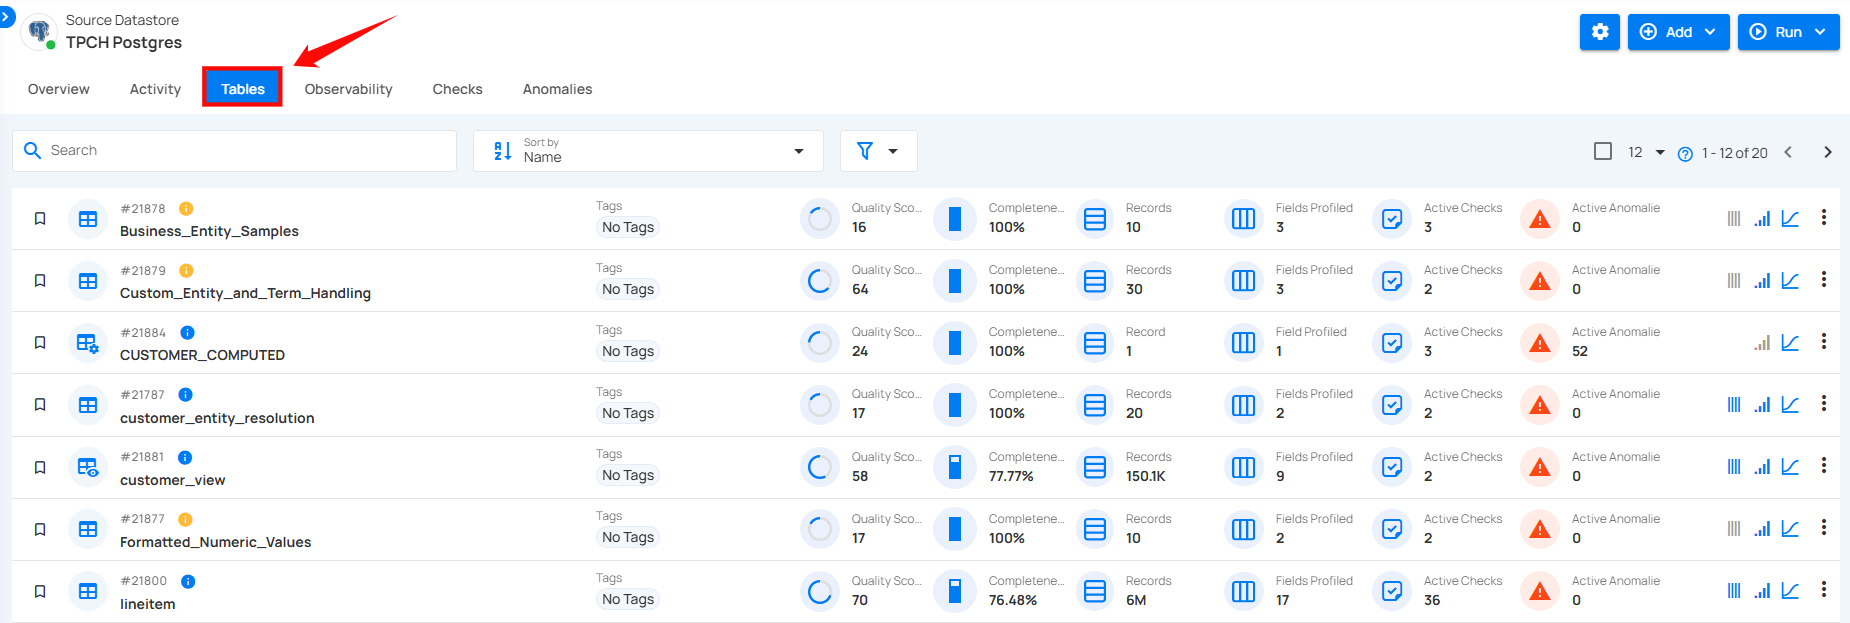 Source Datastore
TPCH Postgres
Add
Run
Overview Activity Tables Observability Checks Anomalies
Search
Sort by
Name
12
1 - 12 of 20
#21878
Business_Entity_Samples
Tags
No Tags
Quality Sco...
16
Completene...
100%
Records
10
Fields Profiled
3
Active Checks
3
Active Anomalie
0
#21879
Custom_Entity_and_Term_Handling
Tags
No Tags
Quality Sco...
64
Completene...
100%
Records
30
Fields Profiled
3
Active Checks
2
Active Anomalie
0
#21884
CUSTOMER_COMPUTED
Tags
No Tags
Quality Sco...
24
Completene...
100%
Record
1
Field Profiled
1
Active Checks
3
Active Anomalie
52
#21787
customer_entity_resolution
Tags
No Tags
Quality Sco...
17
Completene...
100%
Records
20
Fields Profiled
2
Active Checks
2
Active Anomalie
0
#21881
customer_view
Tags
No Tags
Quality Sco...
58
Completene...
77.77%
Records
150.1K
Fields Profiled
9
Active Checks
2
Active Anomalie
0
#21877
Formatted_Numeric_Values
Tags
No Tags
Quality Sco...
17
Completene...
100%
Records
10
Fields Profiled
2
Active Checks
2
Active Anomalie
0
#21800
lineitem
Tags
No Tags
Quality Sco...
70
Completene...
76.48%
Records
6M
Fields Profiled
17
Active Checks
36
Active Anomalie
0